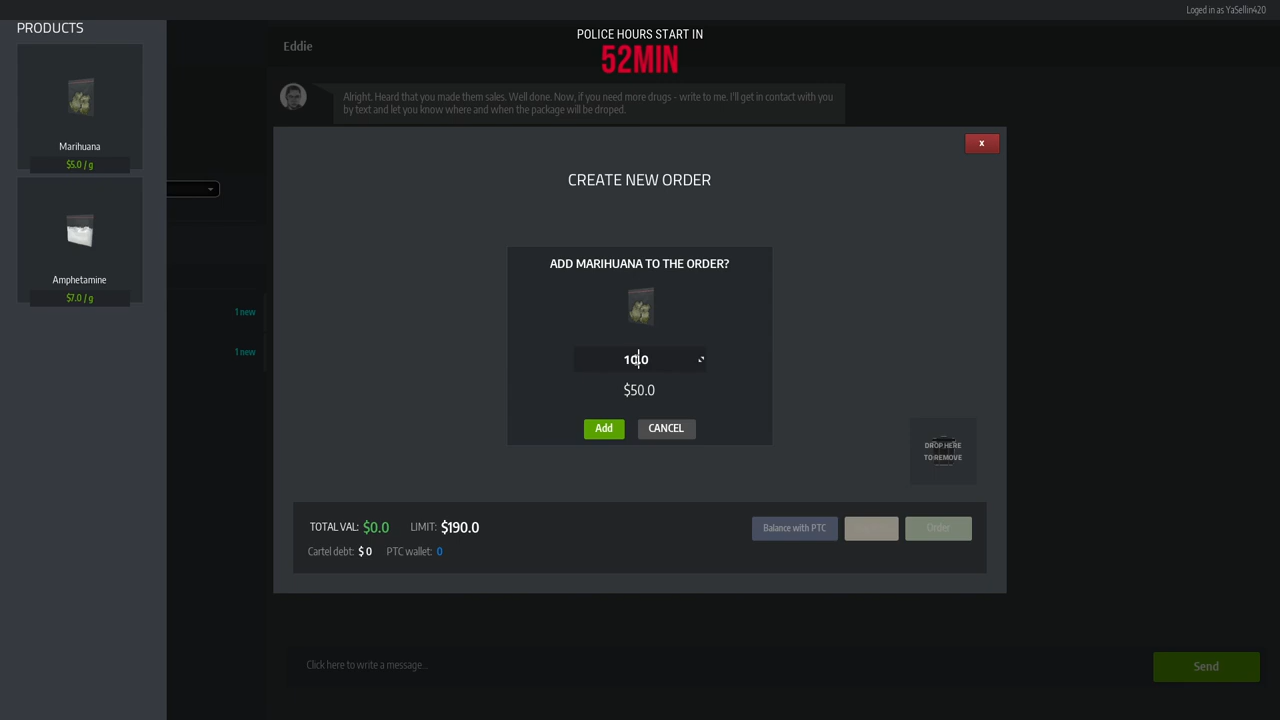 Loged in as YaSellin420
PRODUCTS
Marihuana
$5.0 / g
Amphetamine
$7.0 / g
1 new
1 new
Eddie
POLICE HOURS START IN
52MIN
Alright. Heard that you made them sales. Well done. Now, if you need more drugs - write to me. I'll get in contact with you
by text and let you know where and when the package will be droped.
x
CREATE NEW ORDER
ADD MARIHUANA TO THE ORDER?
10.0
$50.0
Add
CANCEL
DROP HERE
TO REMOVE
TOTAL VAL: $0.0 LIMIT: $190.0
Cartel debt: $ 0 PTC wallet: 0
Balance with PTC
Order
Click here to write a message...
Send